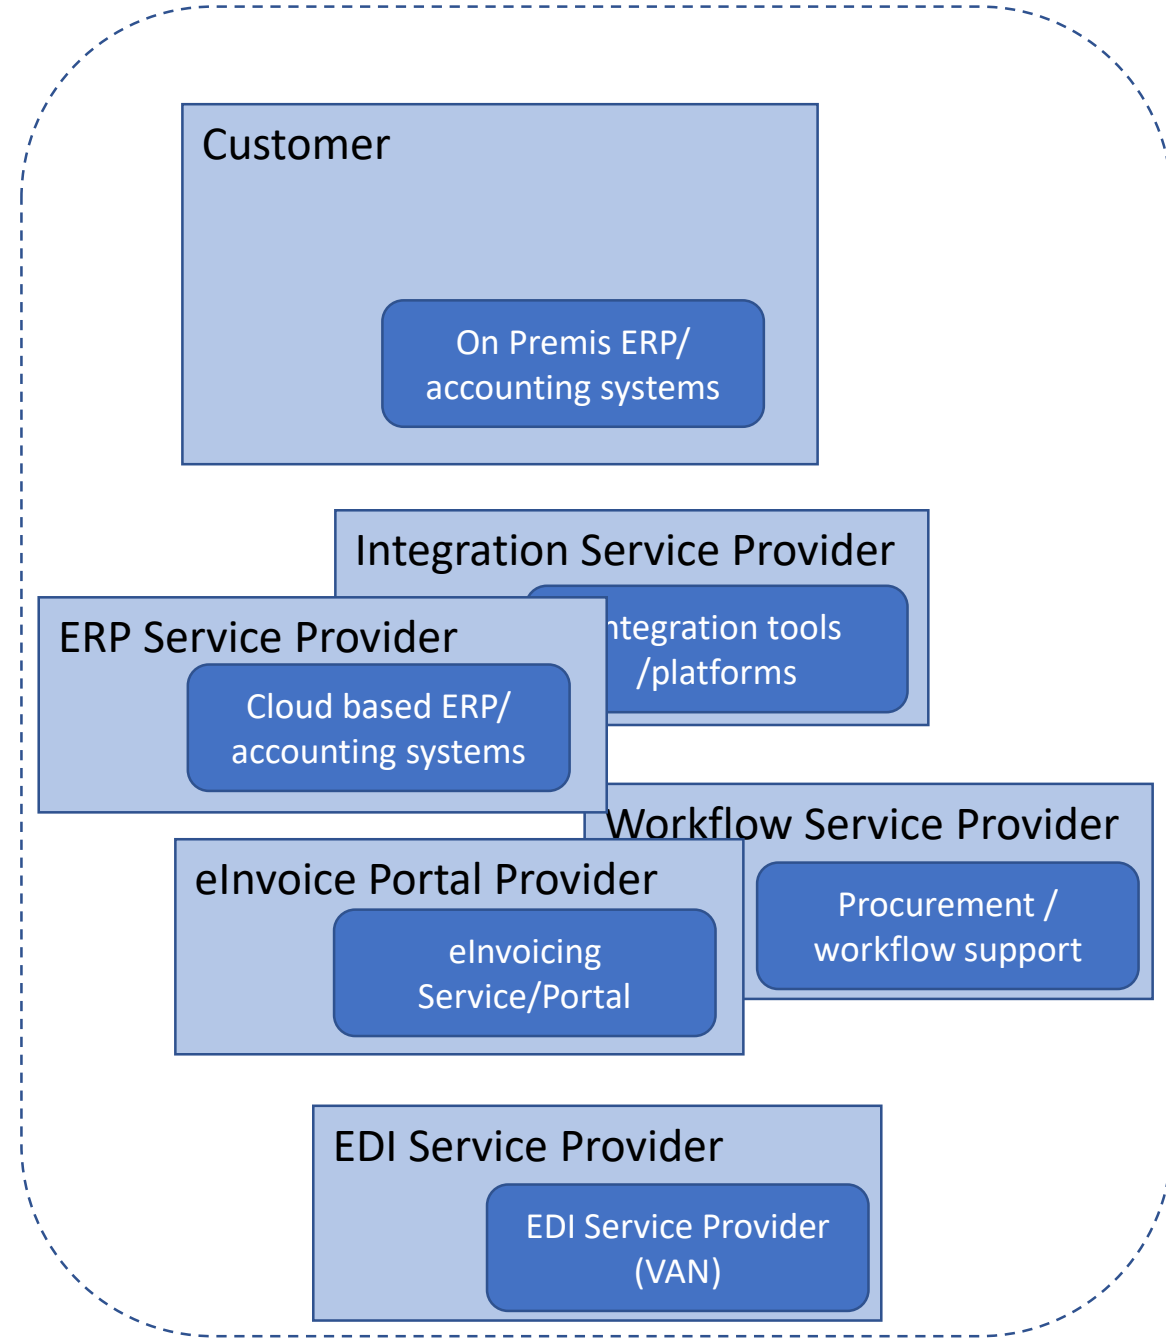 Customer
On Premis ERP/
accounting systems
Integration Service Provider
ntegration tools
/platforms
ERP Service Provider
Cloud based ERP/
accounting systems
Workflow Service Provider
Procurement /
workflow support
eInvoice Portal Provider
eInvoicing
Service/Portal
EDI Service Provider
EDI Service Provider
(VAN)